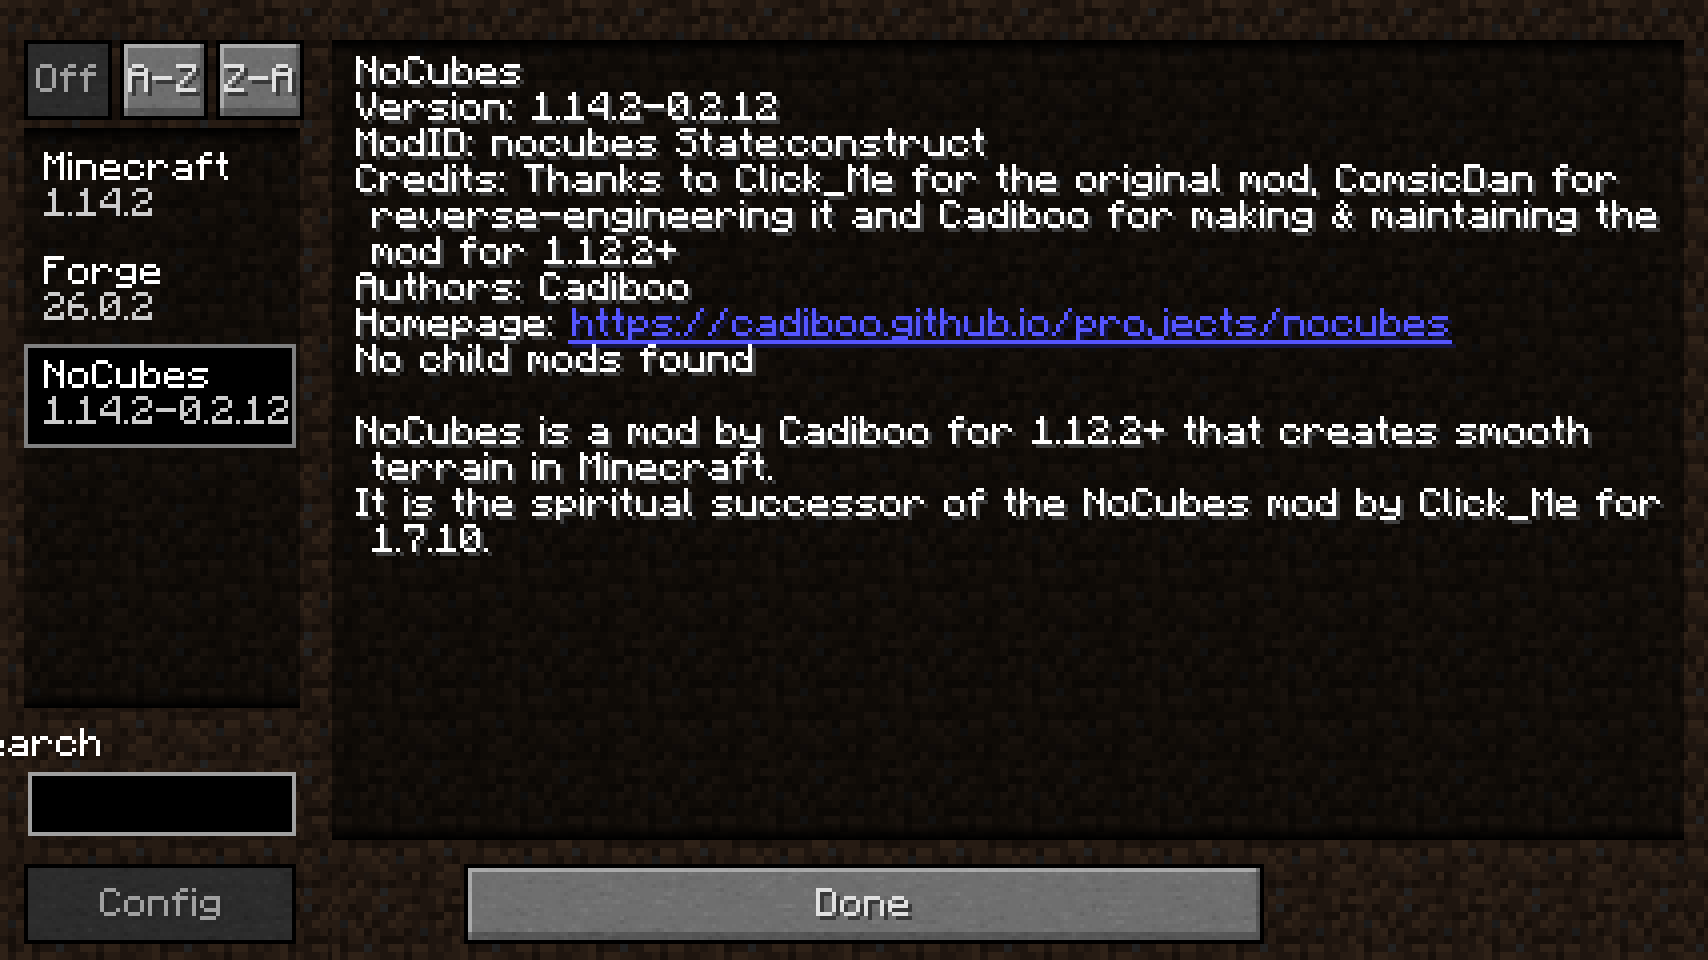 Off A-Z Z-A
Minecraft
1.14.2
Forge
26.0.2
NoCubes
1.14.2-0.2.12
earch
Config
NoCubes
Version: 1.14.2-0.2.12
ModID: nocubes State:construct
Credits: Thanks to Click_Me for the original mod, ComsicDan for
reverse-engineering it and Cadiboo for making & maintaining the
mod for 1.12.2+
Authors: Cadiboo
Homepage: https://cadiboo.github.io/projects/nocubes
No child mods found
NoCubes is a mod by Cadiboo for 1.12.2+ that creates smooth
terrain in Minecraft.
It is the spiritual successor of the NoCubes mod by Click_Me for
1.7.10.
Done